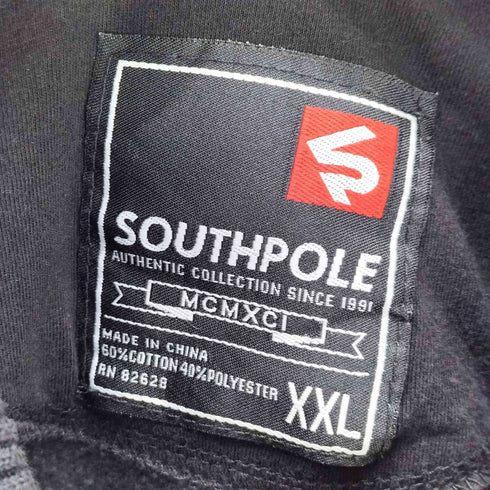 SOUTHPOLE
AUTHENTIC COLLECTION SINCE 1991
MCMXCI
MADE IN CHINA
60%COTTON 40%POLYESTER
RN 82628
XXL